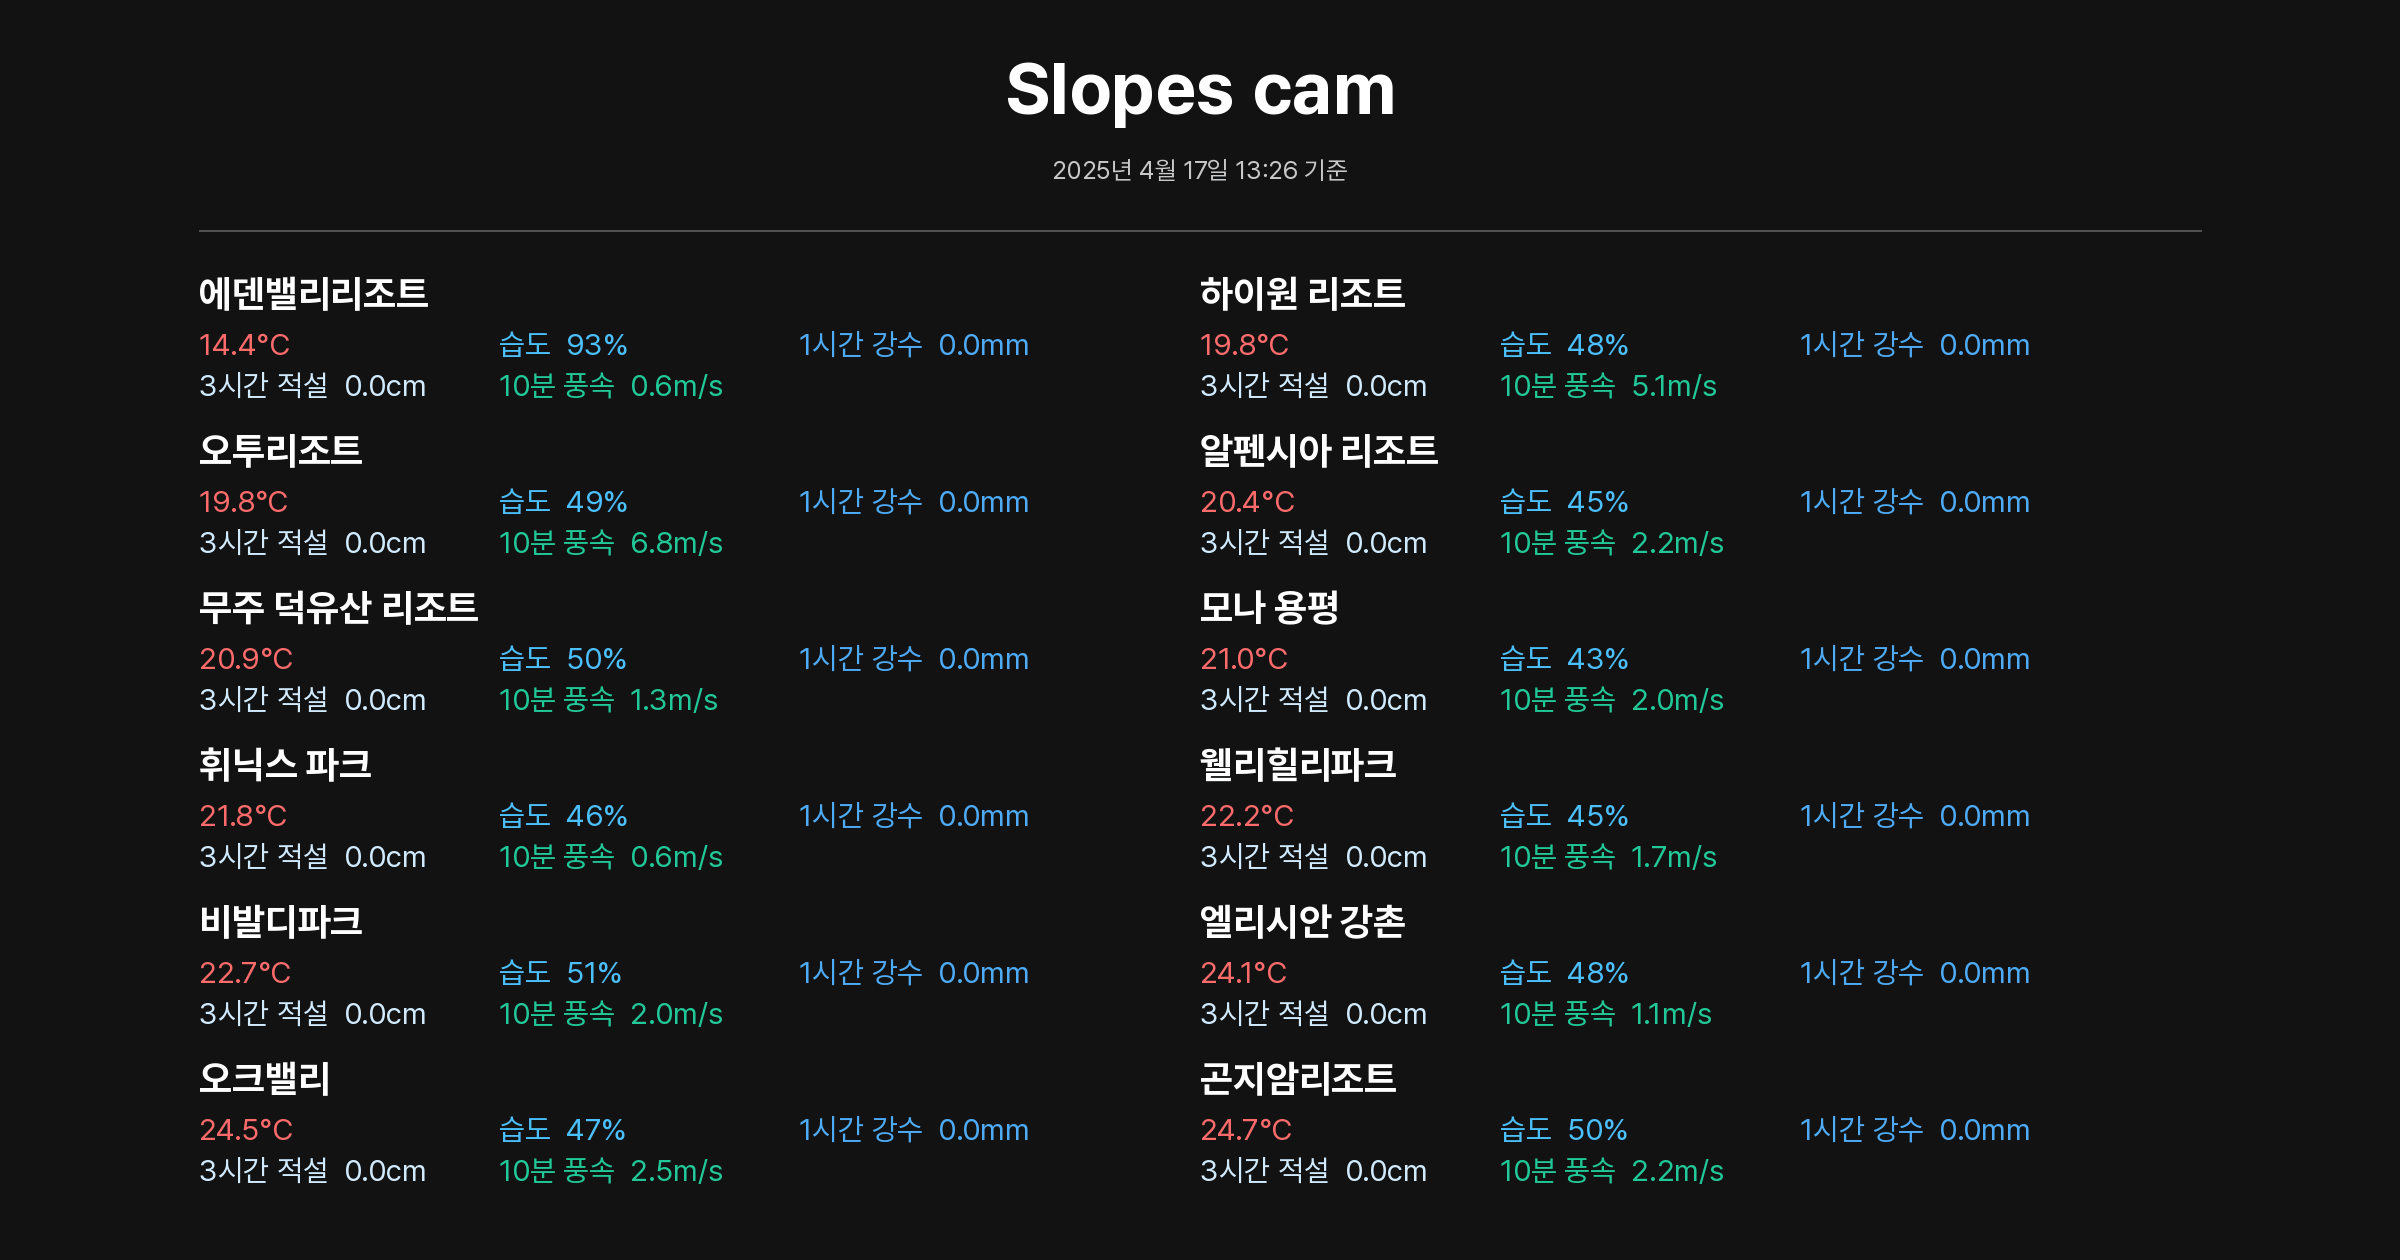 Slopes cam
2025년 4월 17일 13:26 기준
에덴밸리리조트
14.4°C 습도 93% 1시간 강수 0.0mm
3시간 적설 0.0cm 10분 풍속 0.6m/s
하이원 리조트
19.8°C 습도 48% 1시간 강수 0.0mm
3시간 적설 0.0cm 10분 풍속 5.1m/s
오투리조트
19.8°C 습도 49% 1시간 강수 0.0mm
3시간 적설 0.0cm 10분 풍속 6.8m/s
알펜시아 리조트
20.4°C 습도 45% 1시간 강수 0.0mm
3시간 적설 0.0cm 10분 풍속 2.2m/s
무주 덕유산 리조트
20.9°C 습도 50% 1시간 강수 0.0mm
3시간 적설 0.0cm 10분 풍속 1.3m/s
모나 용평
21.0°C 습도 43% 1시간 강수 0.0mm
3시간 적설 0.0cm 10분 풍속 2.0m/s
휘닉스 파크
21.8°C 습도 46% 1시간 강수 0.0mm
3시간 적설 0.0cm 10분 풍속 0.6m/s
웰리힐리파크
22.2°C 습도 45% 1시간 강수 0.0mm
3시간 적설 0.0cm 10분 풍속 1.7m/s
비발디파크
22.7°C 습도 51% 1시간 강수 0.0mm
3시간 적설 0.0cm 10분 풍속 2.0m/s
엘리시안 강촌
24.1°C 습도 48% 1시간 강수 0.0mm
3시간 적설 0.0cm 10분 풍속 1.1m/s
오크밸리
24.5°C 습도 47% 1시간 강수 0.0mm
3시간 적설 0.0cm 10분 풍속 2.5m/s
곤지암리조트
24.7°C 습도 50% 1시간 강수 0.0mm
3시간 적설 0.0cm 10분 풍속 2.2m/s